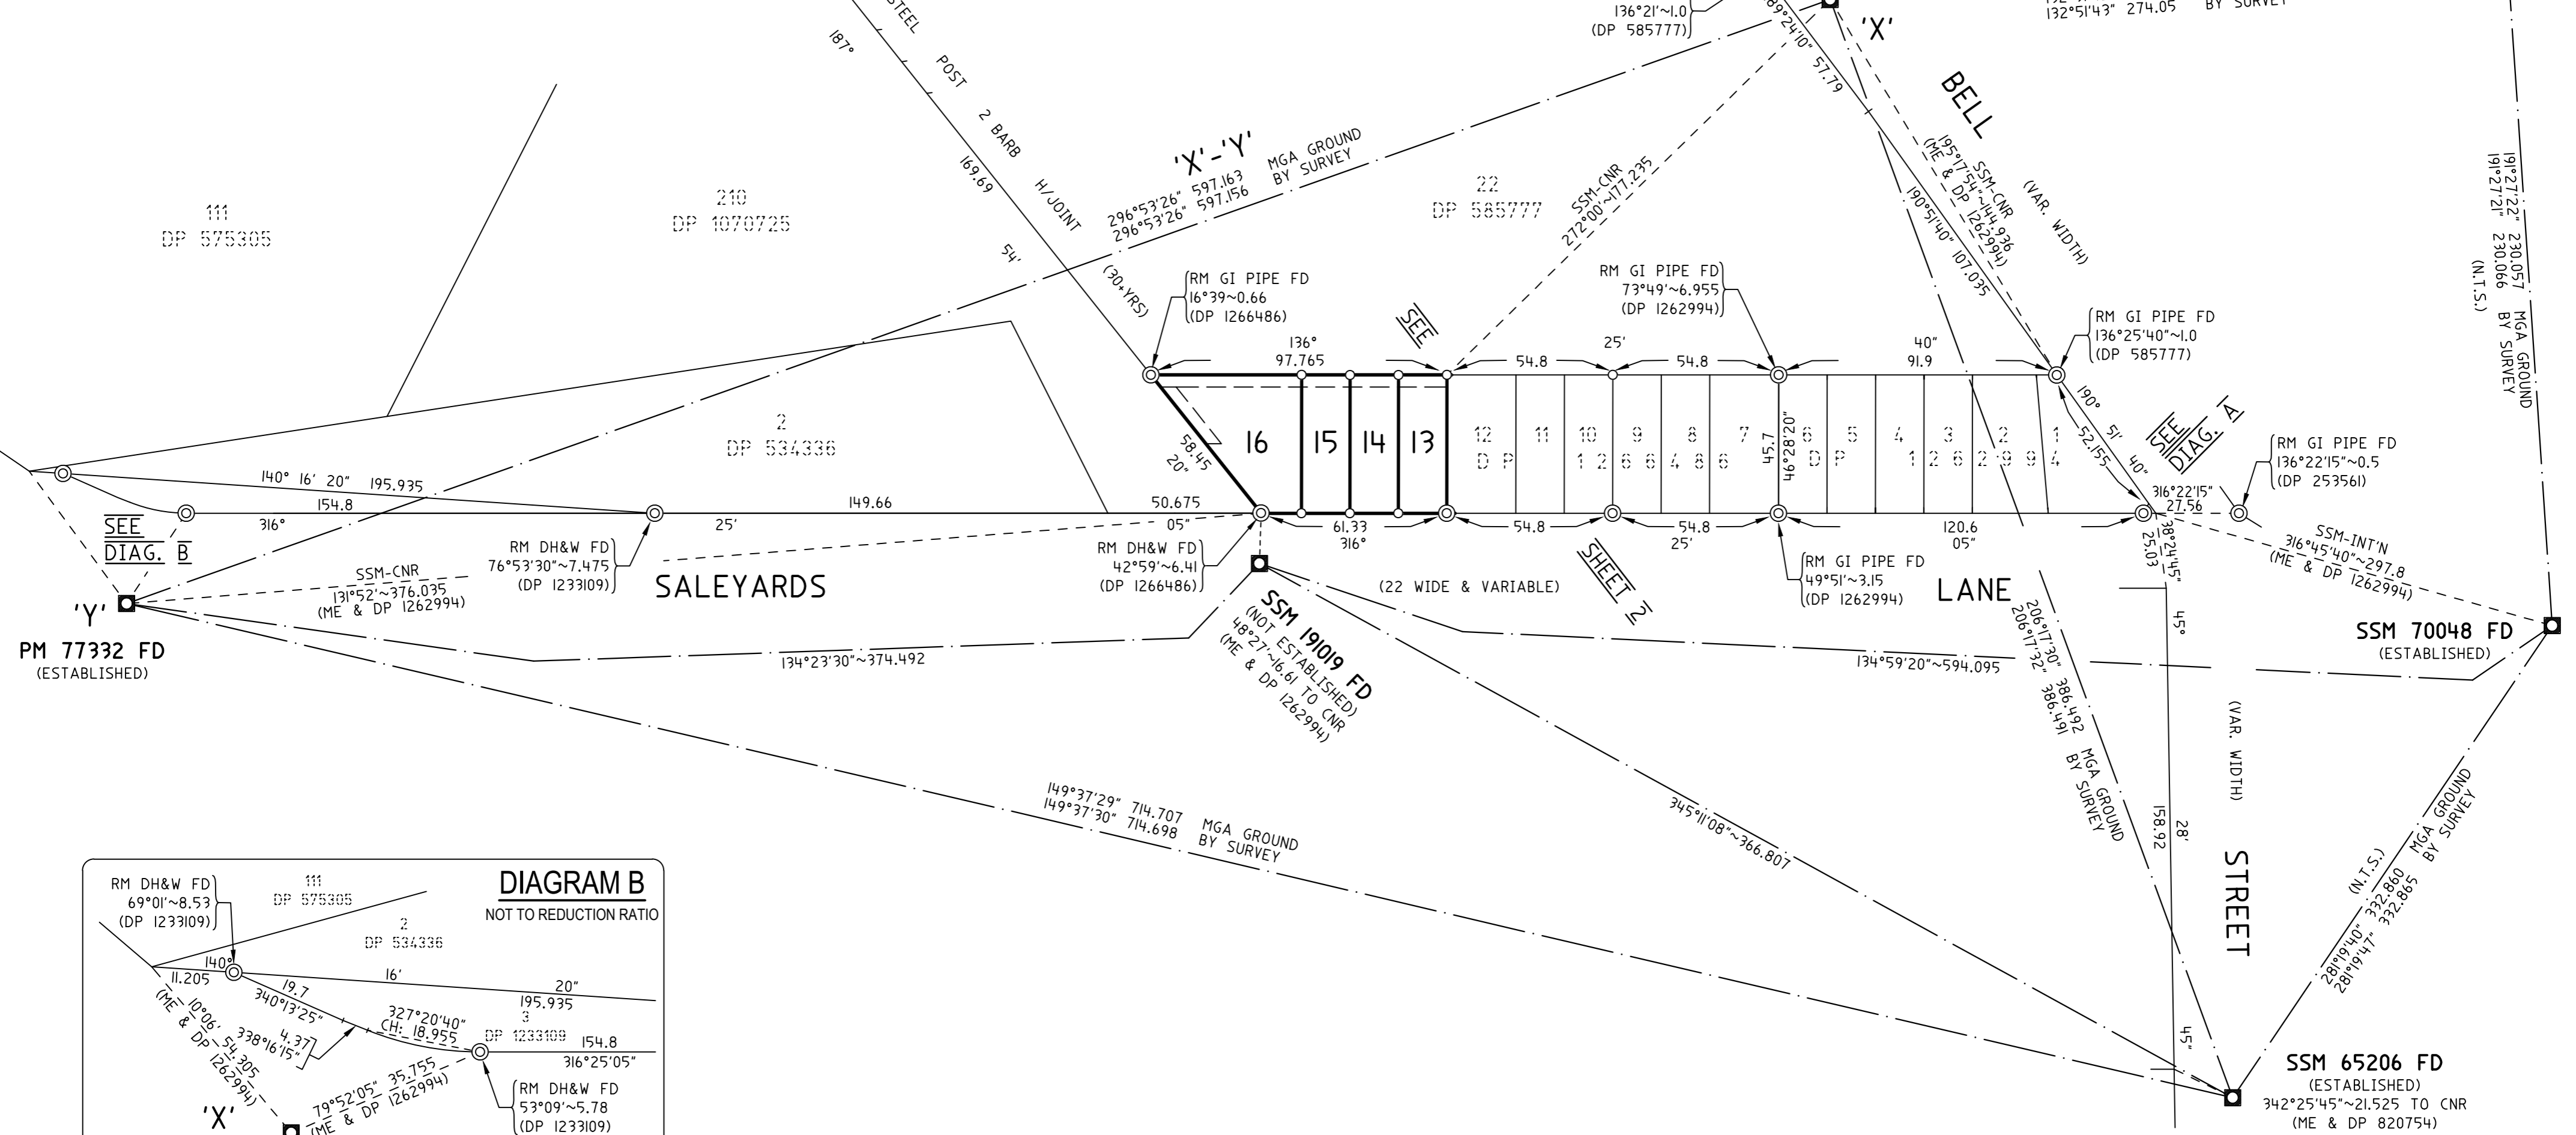 STEEL POST 2 BARB H/JOINT (30+YRS)
187°
169.69
54'
136°21'~1.0
(DP 585777)
189°24'10" 57.79
'X'
132°51'43" 274.05 BY SURVEY
BELL
(VAR. WIDTH)
SSM-CNR
195°17'54"~144.936
(ME & DP 1262994)
190°51'40" 107.035
191°27'22" 230.057 MGA GROUND
191°27'21" 230.066 BY SURVEY
(N.T.S.)
'X'-'Y'
296°53'26" 597.163 MGA GROUND
296°53'26" 597.156 BY SURVEY
111
DP 575305
210
DP 1070725
22
DP 585777
SSM-CNR
272°00'~177.235
RM GI PIPE FD
16°39~0.66
(DP 1266486)
SEE
RM GI PIPE FD
73°49'~6.955
(DP 1262994)
RM GI PIPE FD
136°25'40"~1.0
(DP 585777)
136°
97.765
54.8
25'
54.8
40"
91.9
2
DP 534336
58.45
20"
16
15
14
13
12 11 10 9 8 7
DP 1266486
45.7
46°28'20"
6 5 4 3 2 1
DP 1262994
190° 51' 40"
52.155
SEE
DIAG. A
RM GI PIPE FD
136°22'15"~0.5
(DP 253561)
316°22'15"
27.56
140° 16' 20" 195.935
154.8
316°
25'
149.66
50.675
05"
61.33
316°
54.8
54.8
25'
120.6
05"
38°24'45"
25.03
SEE
DIAG. B
RM DH&W FD
76°53'30"~7.475
(DP 1233109)
RM DH&W FD
42°59'~6.41
(DP 1266486)
SALEYARDS
(22 WIDE & VARIABLE)
SHEET 2
RM GI PIPE FD
49°51'~3.15
(DP 1262994)
LANE
SSM-INT'N
316°45'40"~297.8
(ME & DP 1262994)
SSM-CNR
131°52'~376.035
(ME & DP 1262994)
'Y'
PM 77332 FD
(ESTABLISHED)
SSM 191019 FD
(NOT ESTABLISHED)
48°27'~16.61 TO CNR
(ME & DP 1262994)
134°23'30"~374.492
134°59'20"~594.095
SSM 70048 FD
(ESTABLISHED)
206°17'30" 386.492 MGA GROUND
206°17'32" 386.491 BY SURVEY
45°
28'
158.92
45"
(VAR. WIDTH)
STREET
149°37'29" 714.707 MGA GROUND
149°37'30" 714.698 BY SURVEY
345°11'08"~366.807
(N.T.S.)
281°19'40" 332.860 MGA GROUND
281°19'47" 332.865 BY SURVEY
SSM 65206 FD
(ESTABLISHED)
342°25'45"~21.525 TO CNR
(ME & DP 820754)
DIAGRAM B
NOT TO REDUCTION RATIO
RM DH&W FD
69°01'~8.53
(DP 1233109)
111
DP 575305
2
DP 534336
140°
11.205
16'
20"
195.935
19.7
340°13'25"
327°20'40"
CH: 18.955
3
DP 1233109
154.8
316°25'05"
4.37
338°16'15"
10°06' 54.305
(ME & DP 1262994)
79°52'05" 35.755
(ME & DP 1262994)
RM DH&W FD
53°09'~5.78
(DP 1233109)
'X'